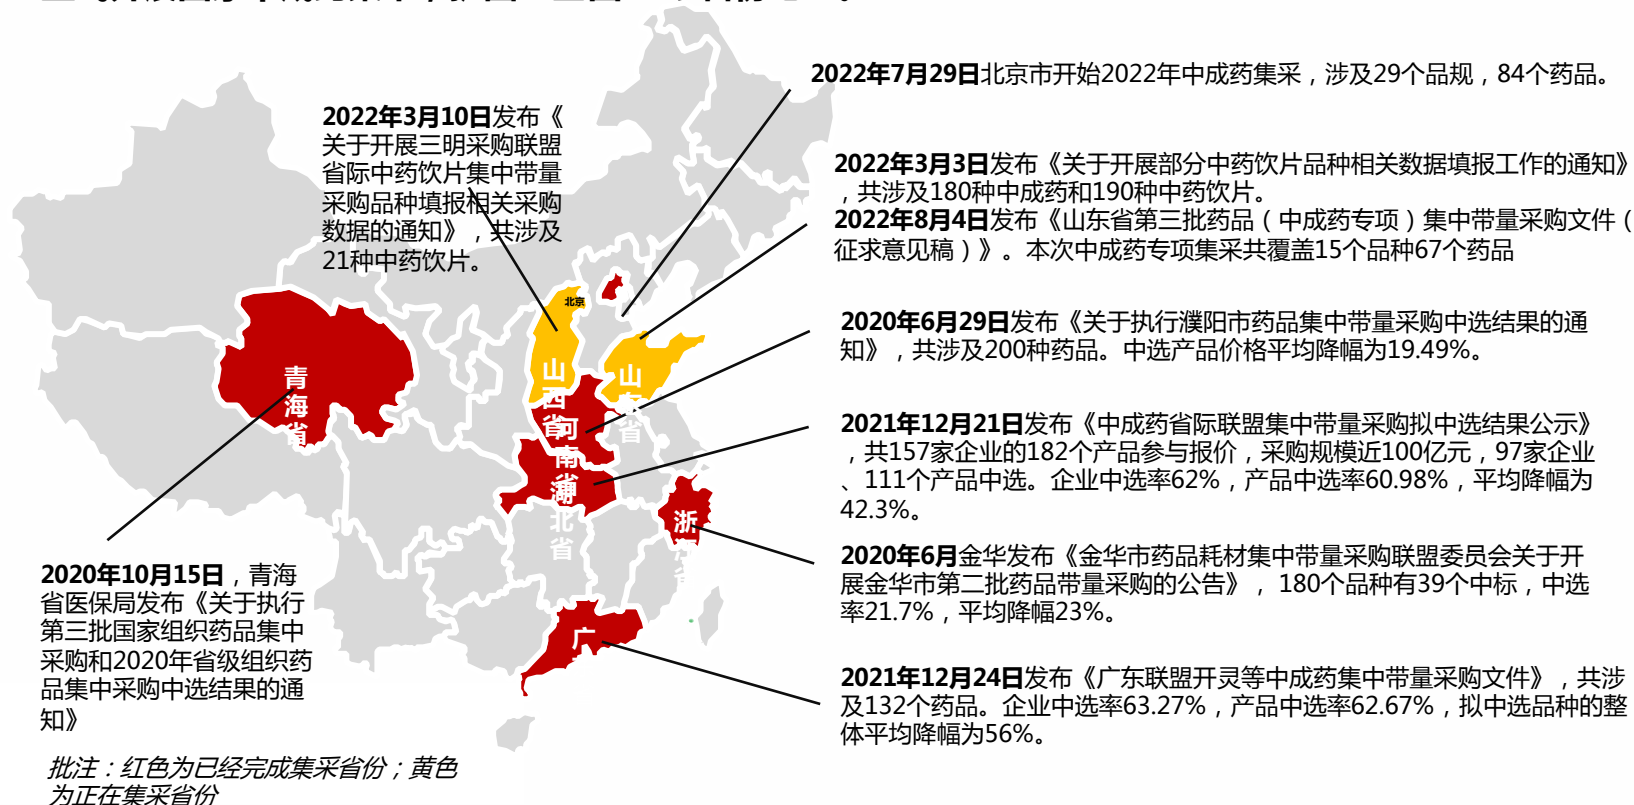 2022年7月29日北京市开始2022年中成药集采，涉及29个品规，84个药品。
2022年3月10日发布《
关于开展三明采购联盟
省际中药饮片集中带量
采购品种填报相关采购
数据的通知》，共涉及
21种中药饮片。
2022年3月3日发布《关于开展部分中药饮片品种相关数据填报工作的通知》
，共涉及180种中成药和190种中药饮片。
2022年8月4日发布《山东省第三批药品（中成药专项）集中带量采购文件（
征求意见稿）》。本次中成药专项集采共覆盖15个品种67个药品
2020年6月29日发布《关于执行濮阳市药品集中带量采购中选结果的通
知》，共涉及200种药品。中选产品价格平均降幅为19.49%。
2021年12月21日发布《中成药省际联盟集中带量采购拟中选结果公示》
，共157家企业的182个产品参与报价，采购规模近100亿元，97家企业
、111个产品中选。企业中选率62%，产品中选率60.98%，平均降幅为
42.3%。
2020年6月金华发布《金华市药品耗材集中带量采购联盟委员会关于开
展金华市第二批药品带量采购的公告》， 180个品种有39个中标，中选
率21.7%，平均降幅23%。
2021年12月24日发布《广东联盟开灵等中成药集中带量采购文件》，共涉
及132个药品。企业中选率63.27%，产品中选率62.67%，拟中选品种的整
体平均降幅为56%。
北京
山西省
山东省
青海省
河南省
湖北省
浙
广
2020年10月15日，青海
省医保局发布《关于执行
第三批国家组织药品集中
采购和2020年省级组织药
品集中采购中选结果的通
知》
批注：红色为已经完成集采省份；黄色
为正在集采省份